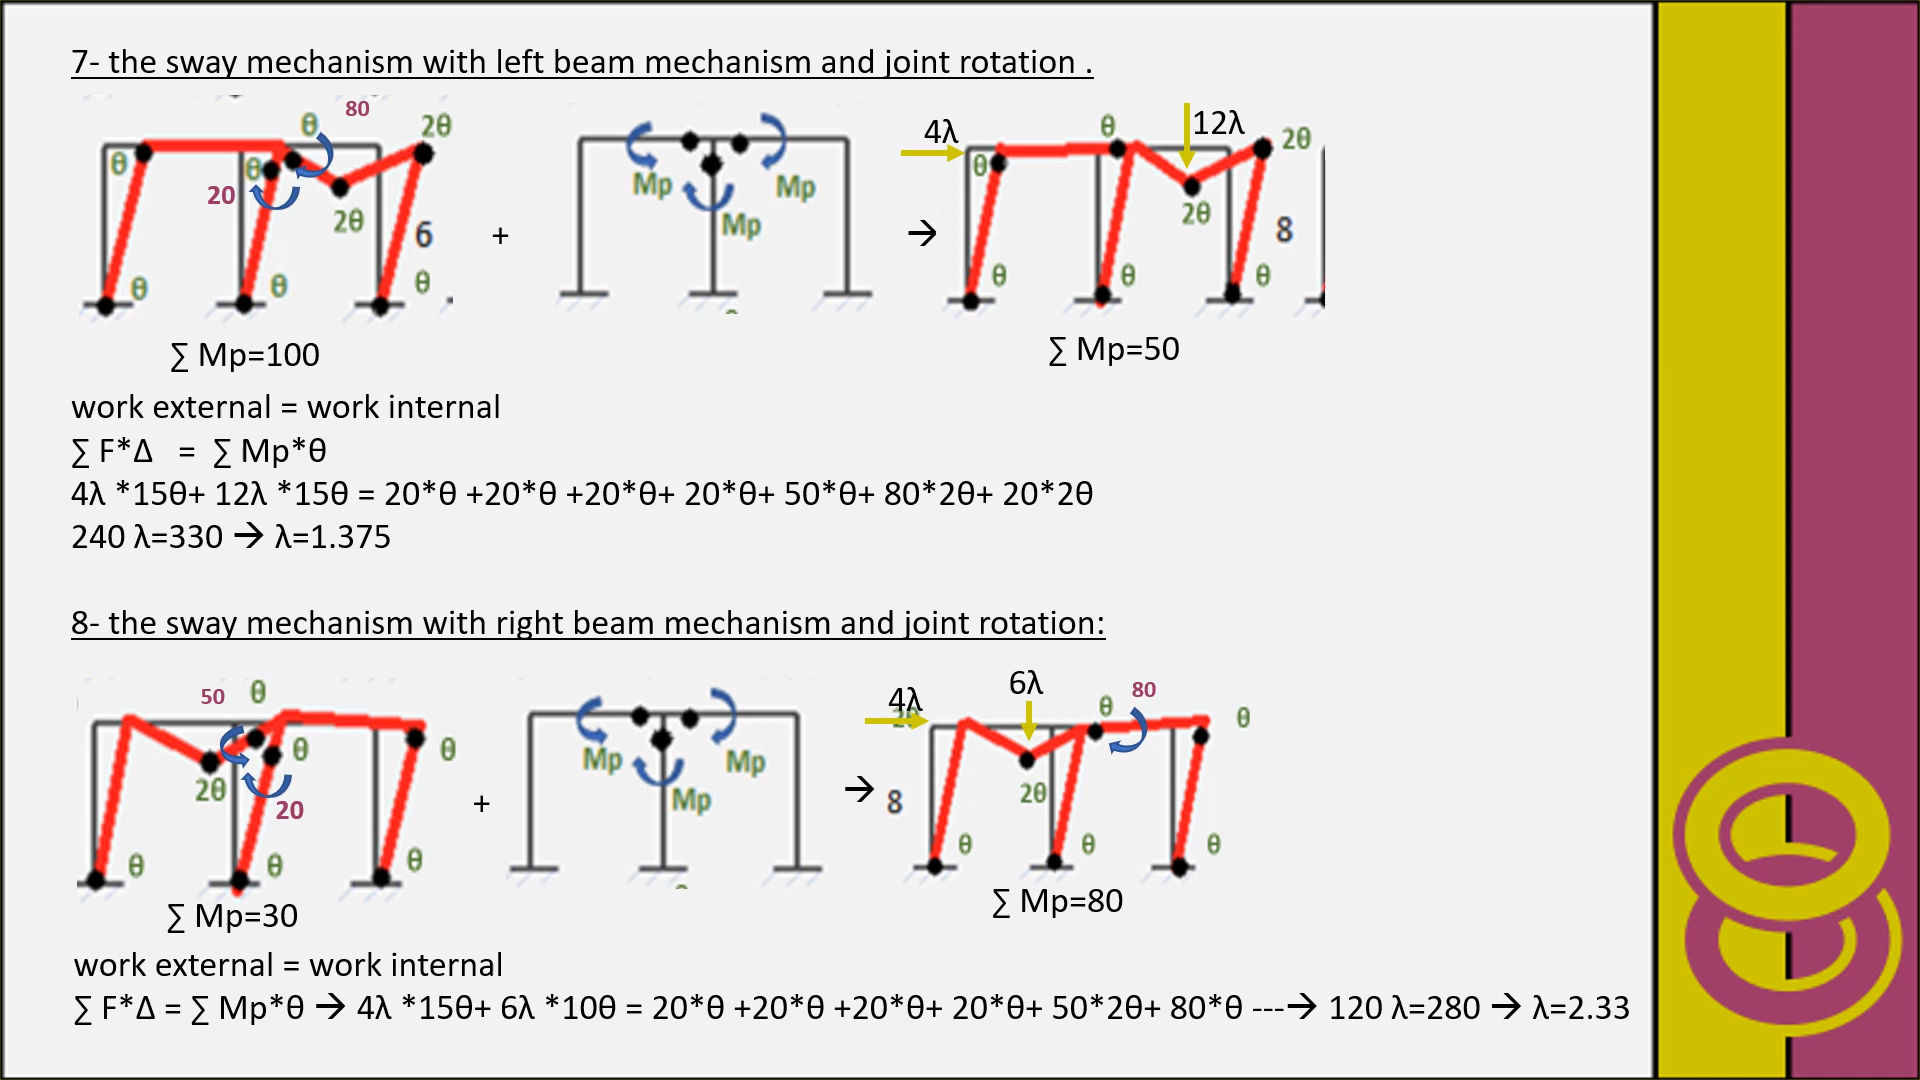 7- the sway mechanism with left beam mechanism and joint rotation .
θ 80 2θ
θ θ
20 2θ
6
θ θ θ
∑ Mp=100
+
Mp Mp
Mp
→
4λ θ 12λ 2θ
θ
2θ 8
θ θ θ
∑ Mp=50
work external = work internal
∑ F*Δ = ∑ Mp*θ
4λ *15θ+ 12λ *15θ = 20*θ +20*θ +20*θ+ 20*θ+ 50*θ+ 80*2θ+ 20*2θ
240 λ=330 → λ=1.375
8- the sway mechanism with right beam mechanism and joint rotation:
50 θ
θ θ
2θ 20
θ θ θ
∑ Mp=30
+
Mp Mp
Mp
→
4λ 6λ θ 80 θ
2θ
8
θ θ θ
∑ Mp=80
work external = work internal
∑ F*Δ = ∑ Mp*θ → 4λ *15θ+ 6λ *10θ = 20*θ +20*θ +20*θ+ 20*θ+ 50*2θ+ 80*θ ---→ 120 λ=280 → λ=2.33